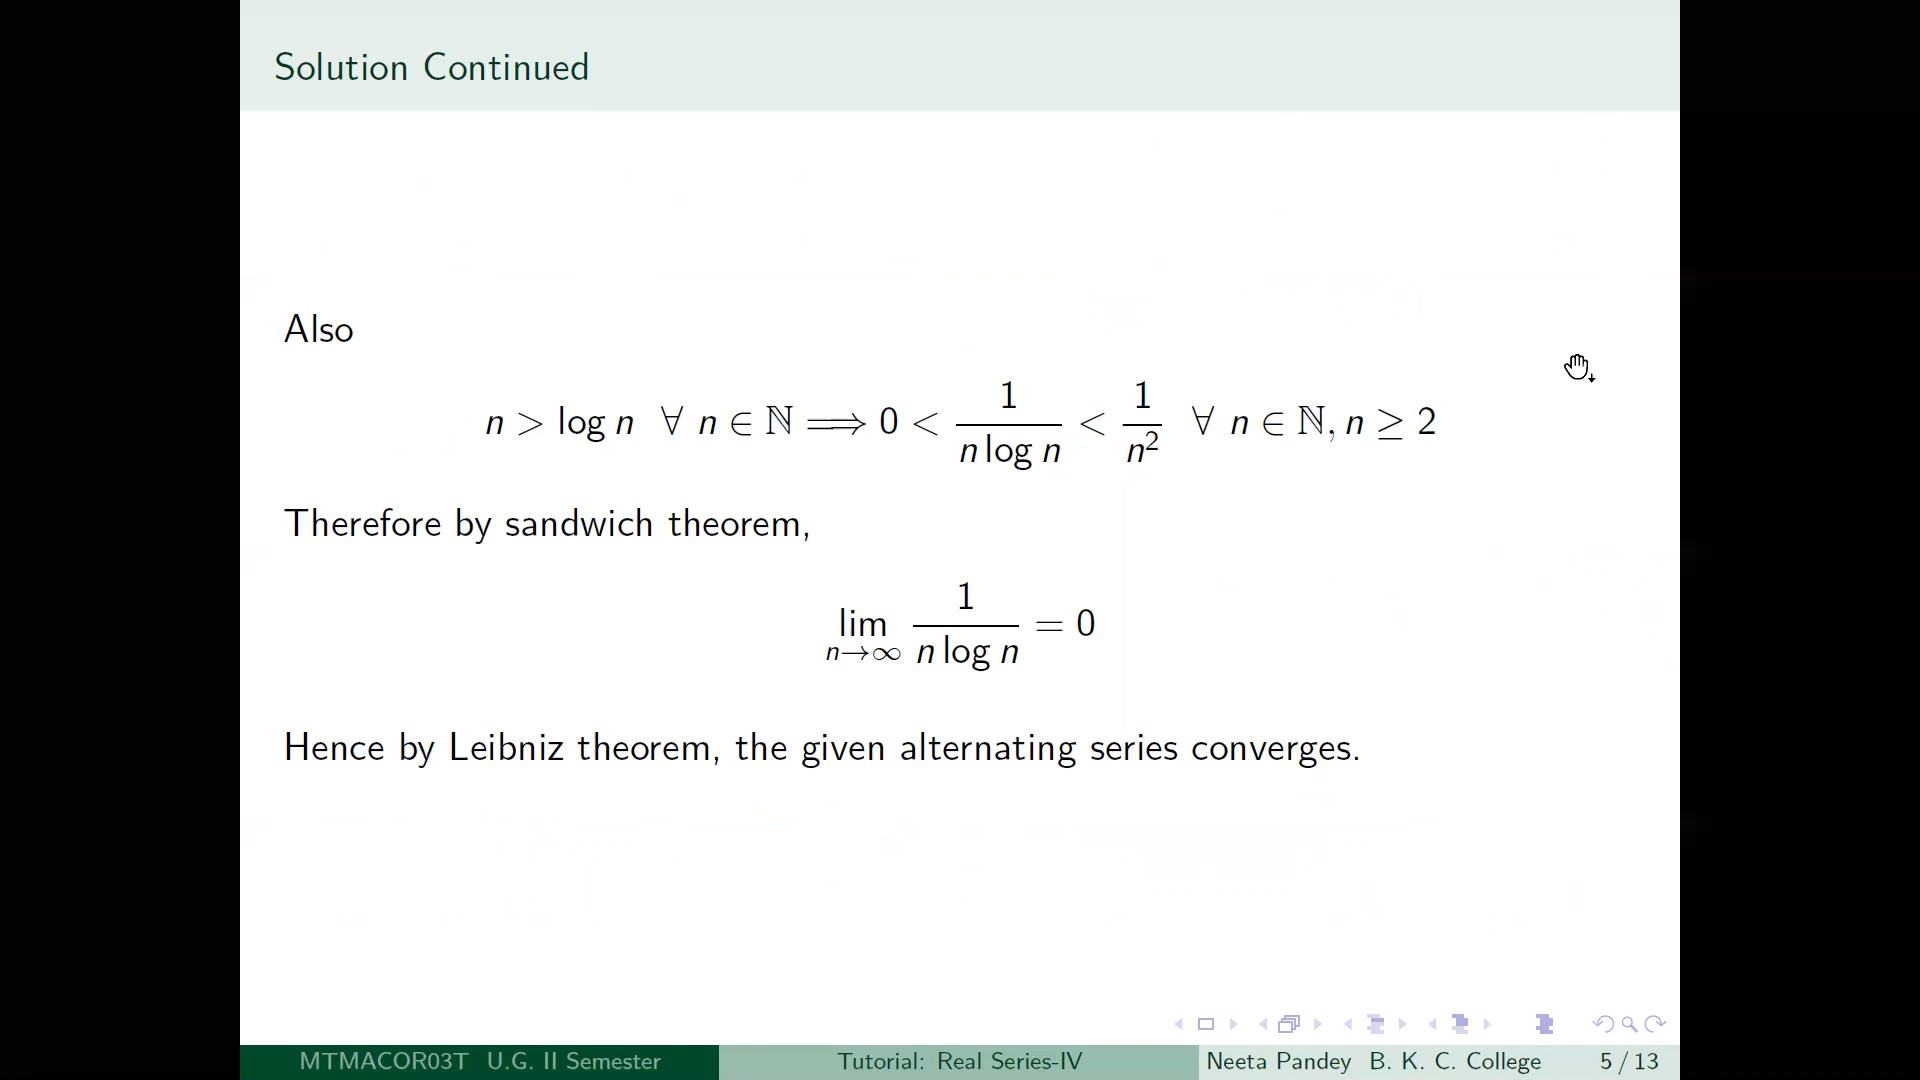 Solution Continued
Also
n > log n ∀ n ∈ ℕ ⟹ 0 < 1/(n log n) < 1/n² ∀ n ∈ ℕ, n ≥ 2
Therefore by sandwich theorem,
lim_{n→∞} 1/(n log n) = 0
Hence by Leibniz theorem, the given alternating series converges.
MTMACOR03T U.G. II Semester Tutorial: Real Series-IV Neeta Pandey B. K. C. College 5 / 13